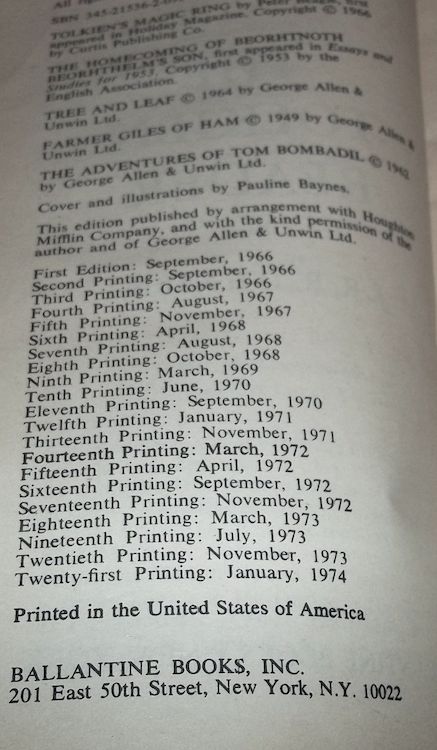 All
SBN 345-21536-2-
TOLKIEN'S MAGIC RING by Peter Beagle, first
appeared in Holiday Magazine. Copyright © 1966
by Curtis Publishing Co.
THE HOMECOMING OF BEORHTNOTH
BEORHTHELM'S SON, first appeared in Essays and
Studies for 1953. Copyright © 1953 by the
English Association.
TREE AND LEAF © 1964 by George Allen &
Unwin Ltd.
FARMER GILES OF HAM © 1949 by George Allen &
Unwin Ltd.
THE ADVENTURES OF TOM BOMBADIL © 1962
by George Allen & Unwin Ltd.
Cover and illustrations by Pauline Baynes.
This edition published by arrangement with Houghton
Mifflin Company, and with the kind permission of the
author and of George Allen & Unwin Ltd.
First Edition: September, 1966
Second Printing: September, 1966
Third Printing: October, 1966
Fourth Printing: August, 1967
Fifth Printing: November, 1967
Sixth Printing: April, 1968
Seventh Printing: August, 1968
Eighth Printing: October, 1968
Ninth Printing: March, 1969
Tenth Printing: June, 1970
Eleventh Printing: September, 1970
Twelfth Printing: January, 1971
Thirteenth Printing: November, 1971
Fourteenth Printing: March, 1972
Fifteenth Printing: April, 1972
Sixteenth Printing: September, 1972
Seventeenth Printing: November, 1972
Eighteenth Printing: March, 1973
Nineteenth Printing: July, 1973
Twentieth Printing: November, 1973
Twenty-first Printing: January, 1974
Printed in the United States of America
BALLANTINE BOOKS, INC.
201 East 50th Street, New York, N.Y. 10022